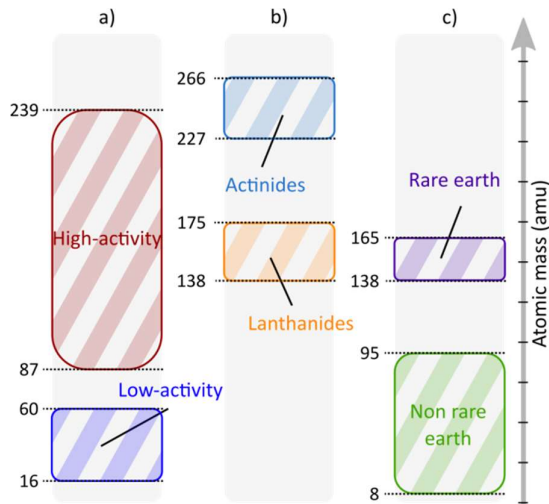 a)
b)
c)
266
239
227
Actinides
Rare earth
175
165
High-activity
138
138
Lanthanides
95
87
Low-activity
60
Non rare
earth
16
8
Atomic mass (amu)